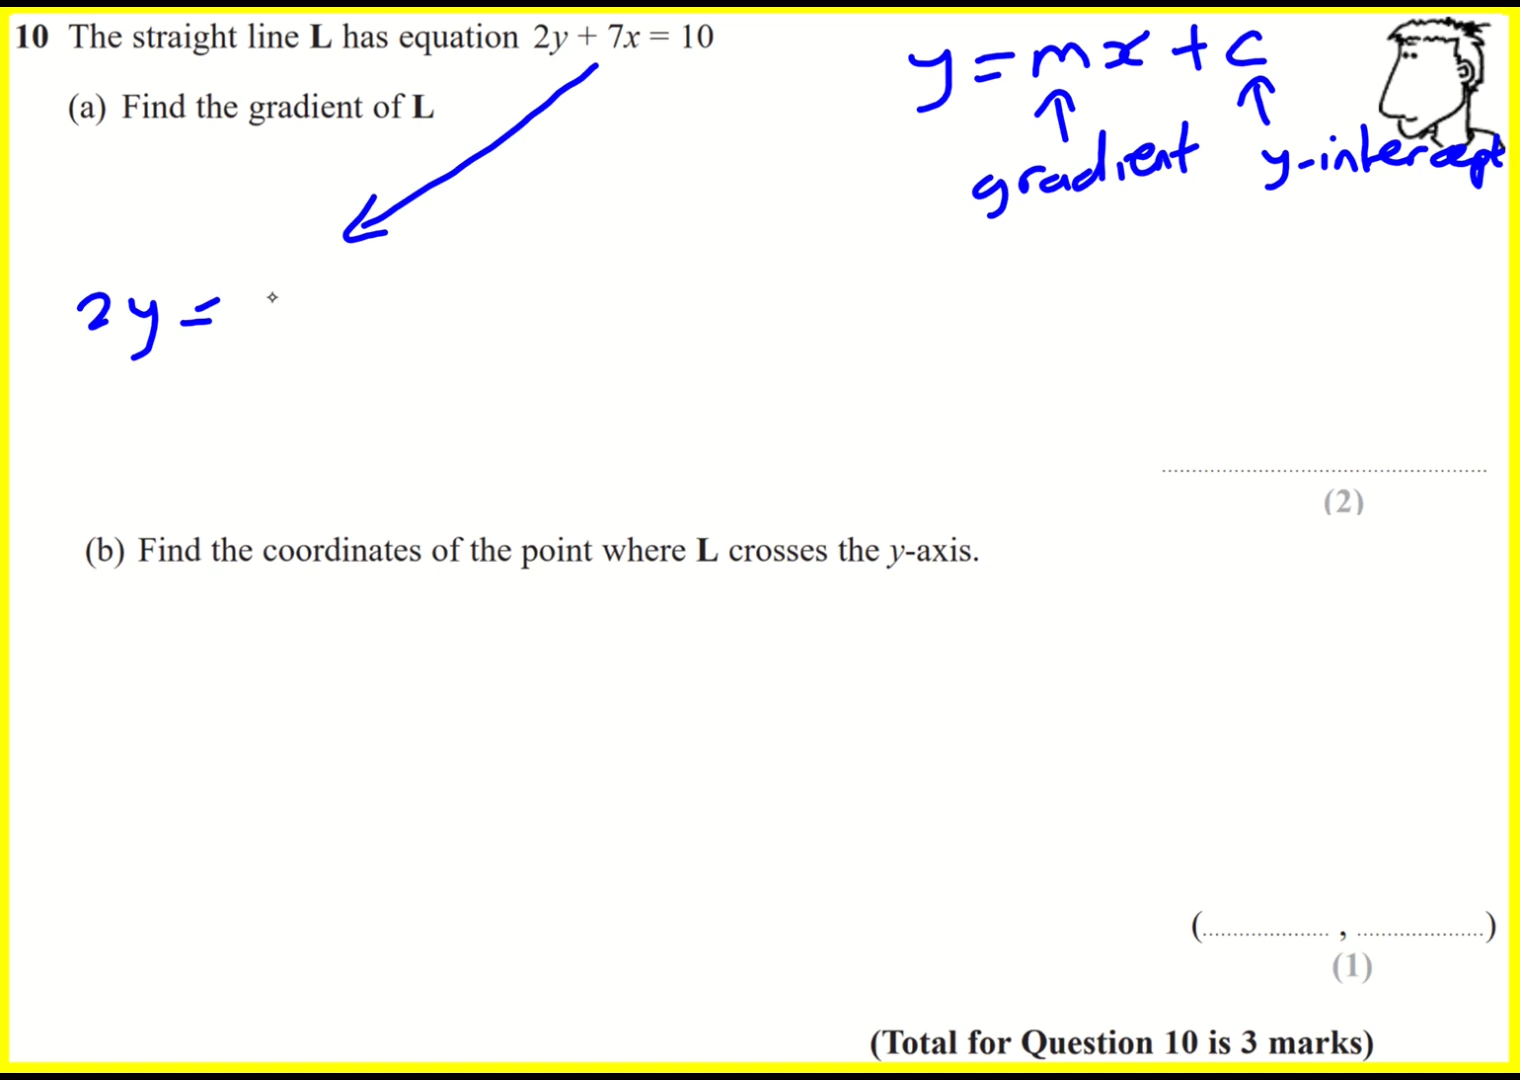 10 The straight line L has equation 2y + 7x = 10
y = mx + c
(a) Find the gradient of L
gradient y-intercept
2y =
(2)
(b) Find the coordinates of the point where L crosses the y-axis.
(.................... , ....................)
(1)
(Total for Question 10 is 3 marks)